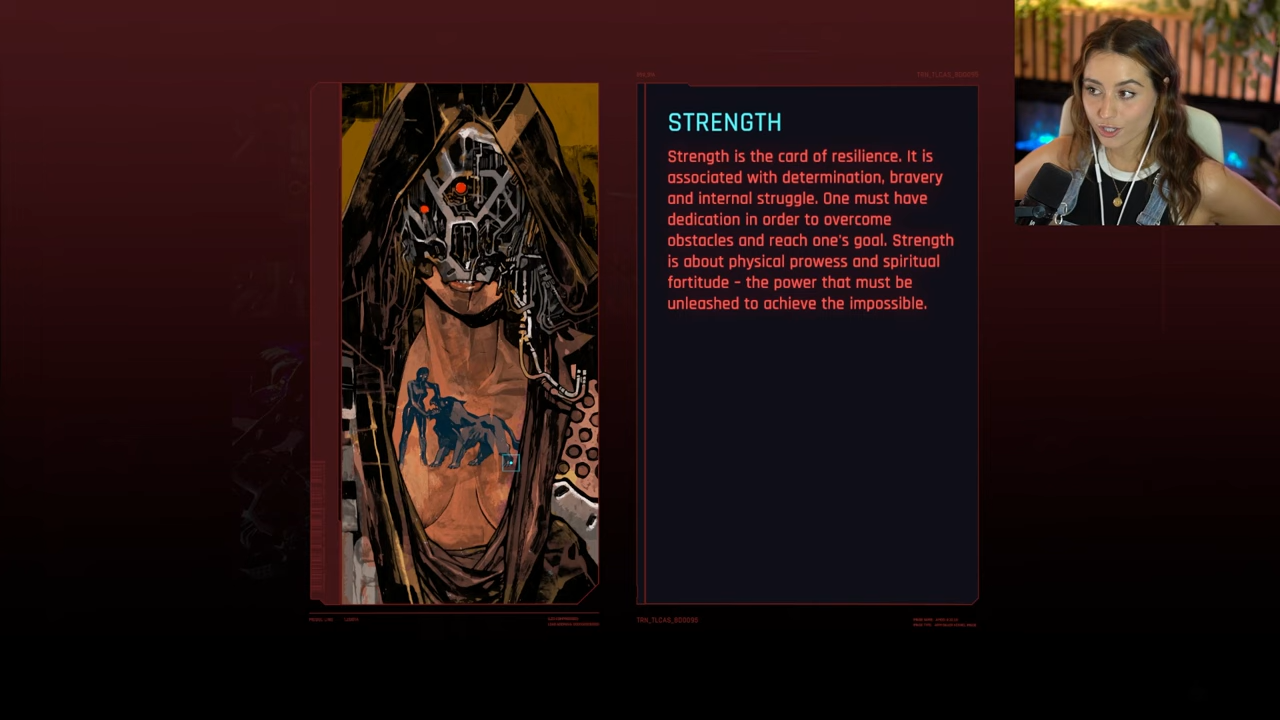 TRN_TLCAS_800095
STRENGTH
Strength is the card of resilience. It is
associated with determination, bravery
and internal struggle. One must have
dedication in order to overcome
obstacles and reach one's goal. Strength
is about physical prowess and spiritual
fortitude – the power that must be
unleashed to achieve the impossible.
TRN_TLCAS_800095